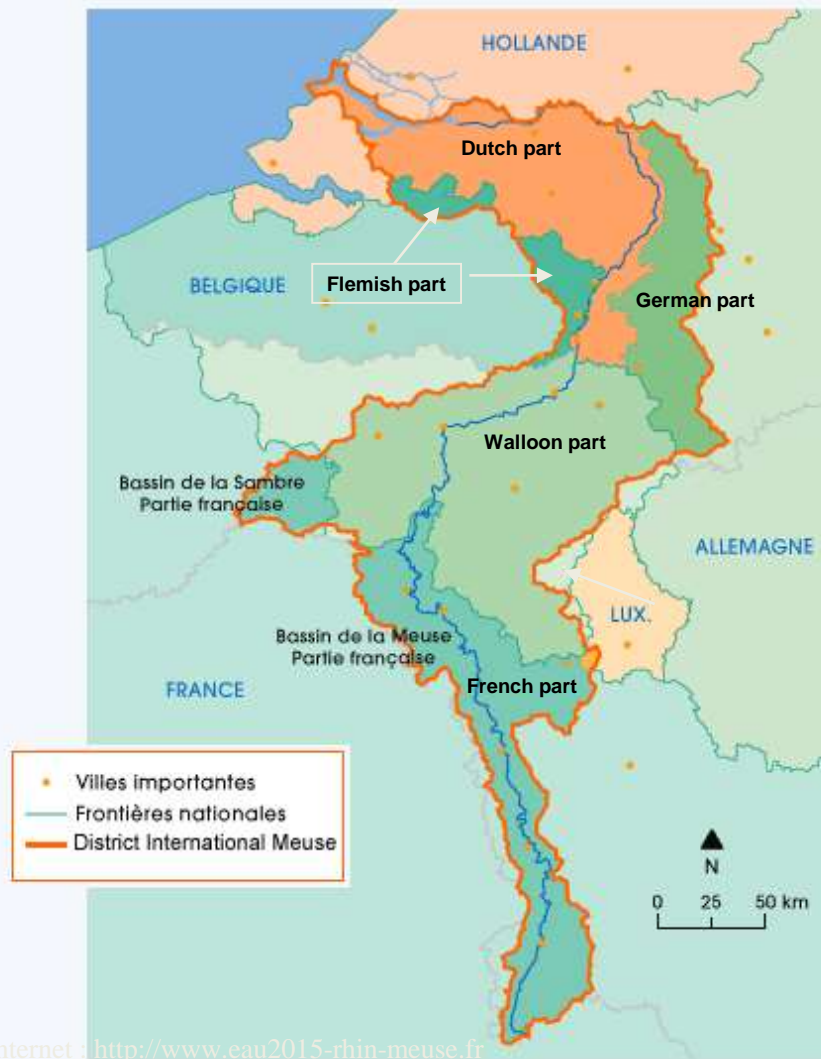 HOLLANDE
Dutch part
BELGIQUE
Flemish part
German part
Walloon part
Bassin de la Sambre
Partie française
ALLEMAGNE
LUX.
Bassin de la Meuse
Partie française
FRANCE
French part
Villes importantes
Frontières nationales
District International Meuse
N
0 25 50 km
nternet : http://www.eau2015-rhin-meuse.fr